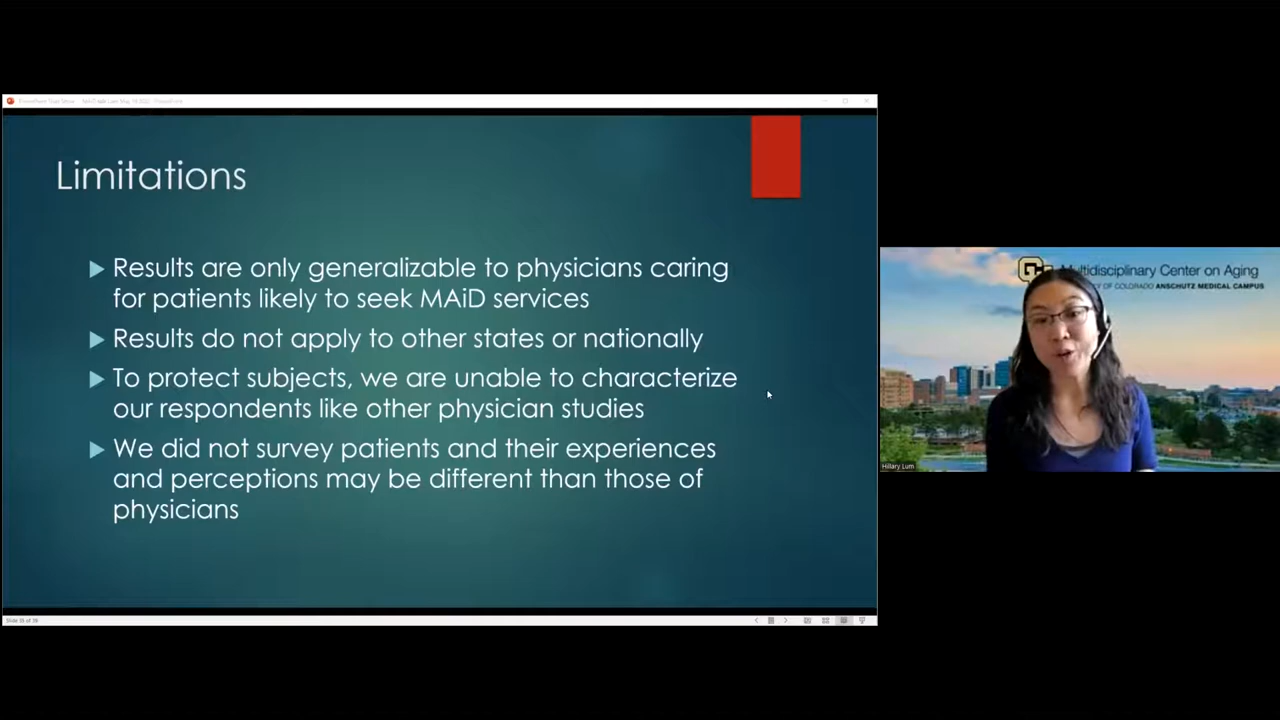 Limitations
Results are only generalizable to physicians caring
for patients likely to seek MAiD services
Results do not apply to other states or nationally
To protect subjects, we are unable to characterize
our respondents like other physician studies
We did not survey patients and their experiences
and perceptions may be different than those of
physicians
Multidisciplinary Center on Aging
OF COLORADO ANSCHUTZ MEDICAL CAMPUS
Hillary Lum